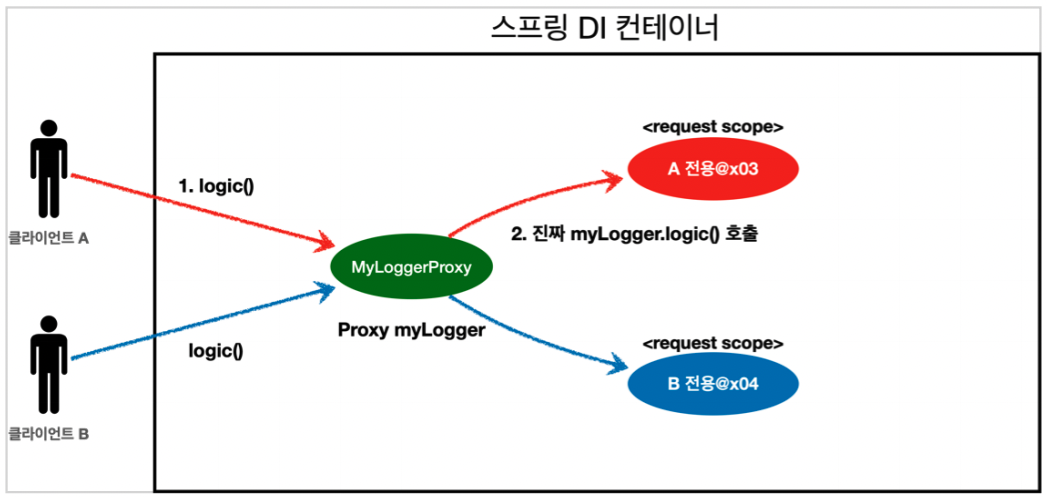 스프링 DI 컨테이너
<request scope>
A 전용@x03
1. logic()
클라이언트 A
2. 진짜 myLogger.logic() 호출
MyLoggerProxy
Proxy myLogger
logic()
<request scope>
B 전용@x04
클라이언트 B